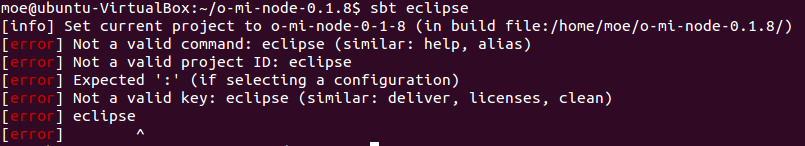 moe@ubuntu-VirtualBox:~/o-mi-node-0.1.8$ sbt eclipse
[info] Set current project to o-mi-node-0-1-8 (in build file:/home/moe/o-mi-node-0.1.8/)
[error] Not a valid command: eclipse (similar: help, alias)
[error] Not a valid project ID: eclipse
[error] Expected ':' (if selecting a configuration)
[error] Not a valid key: eclipse (similar: deliver, licenses, clean)
[error] eclipse
[error]        ^